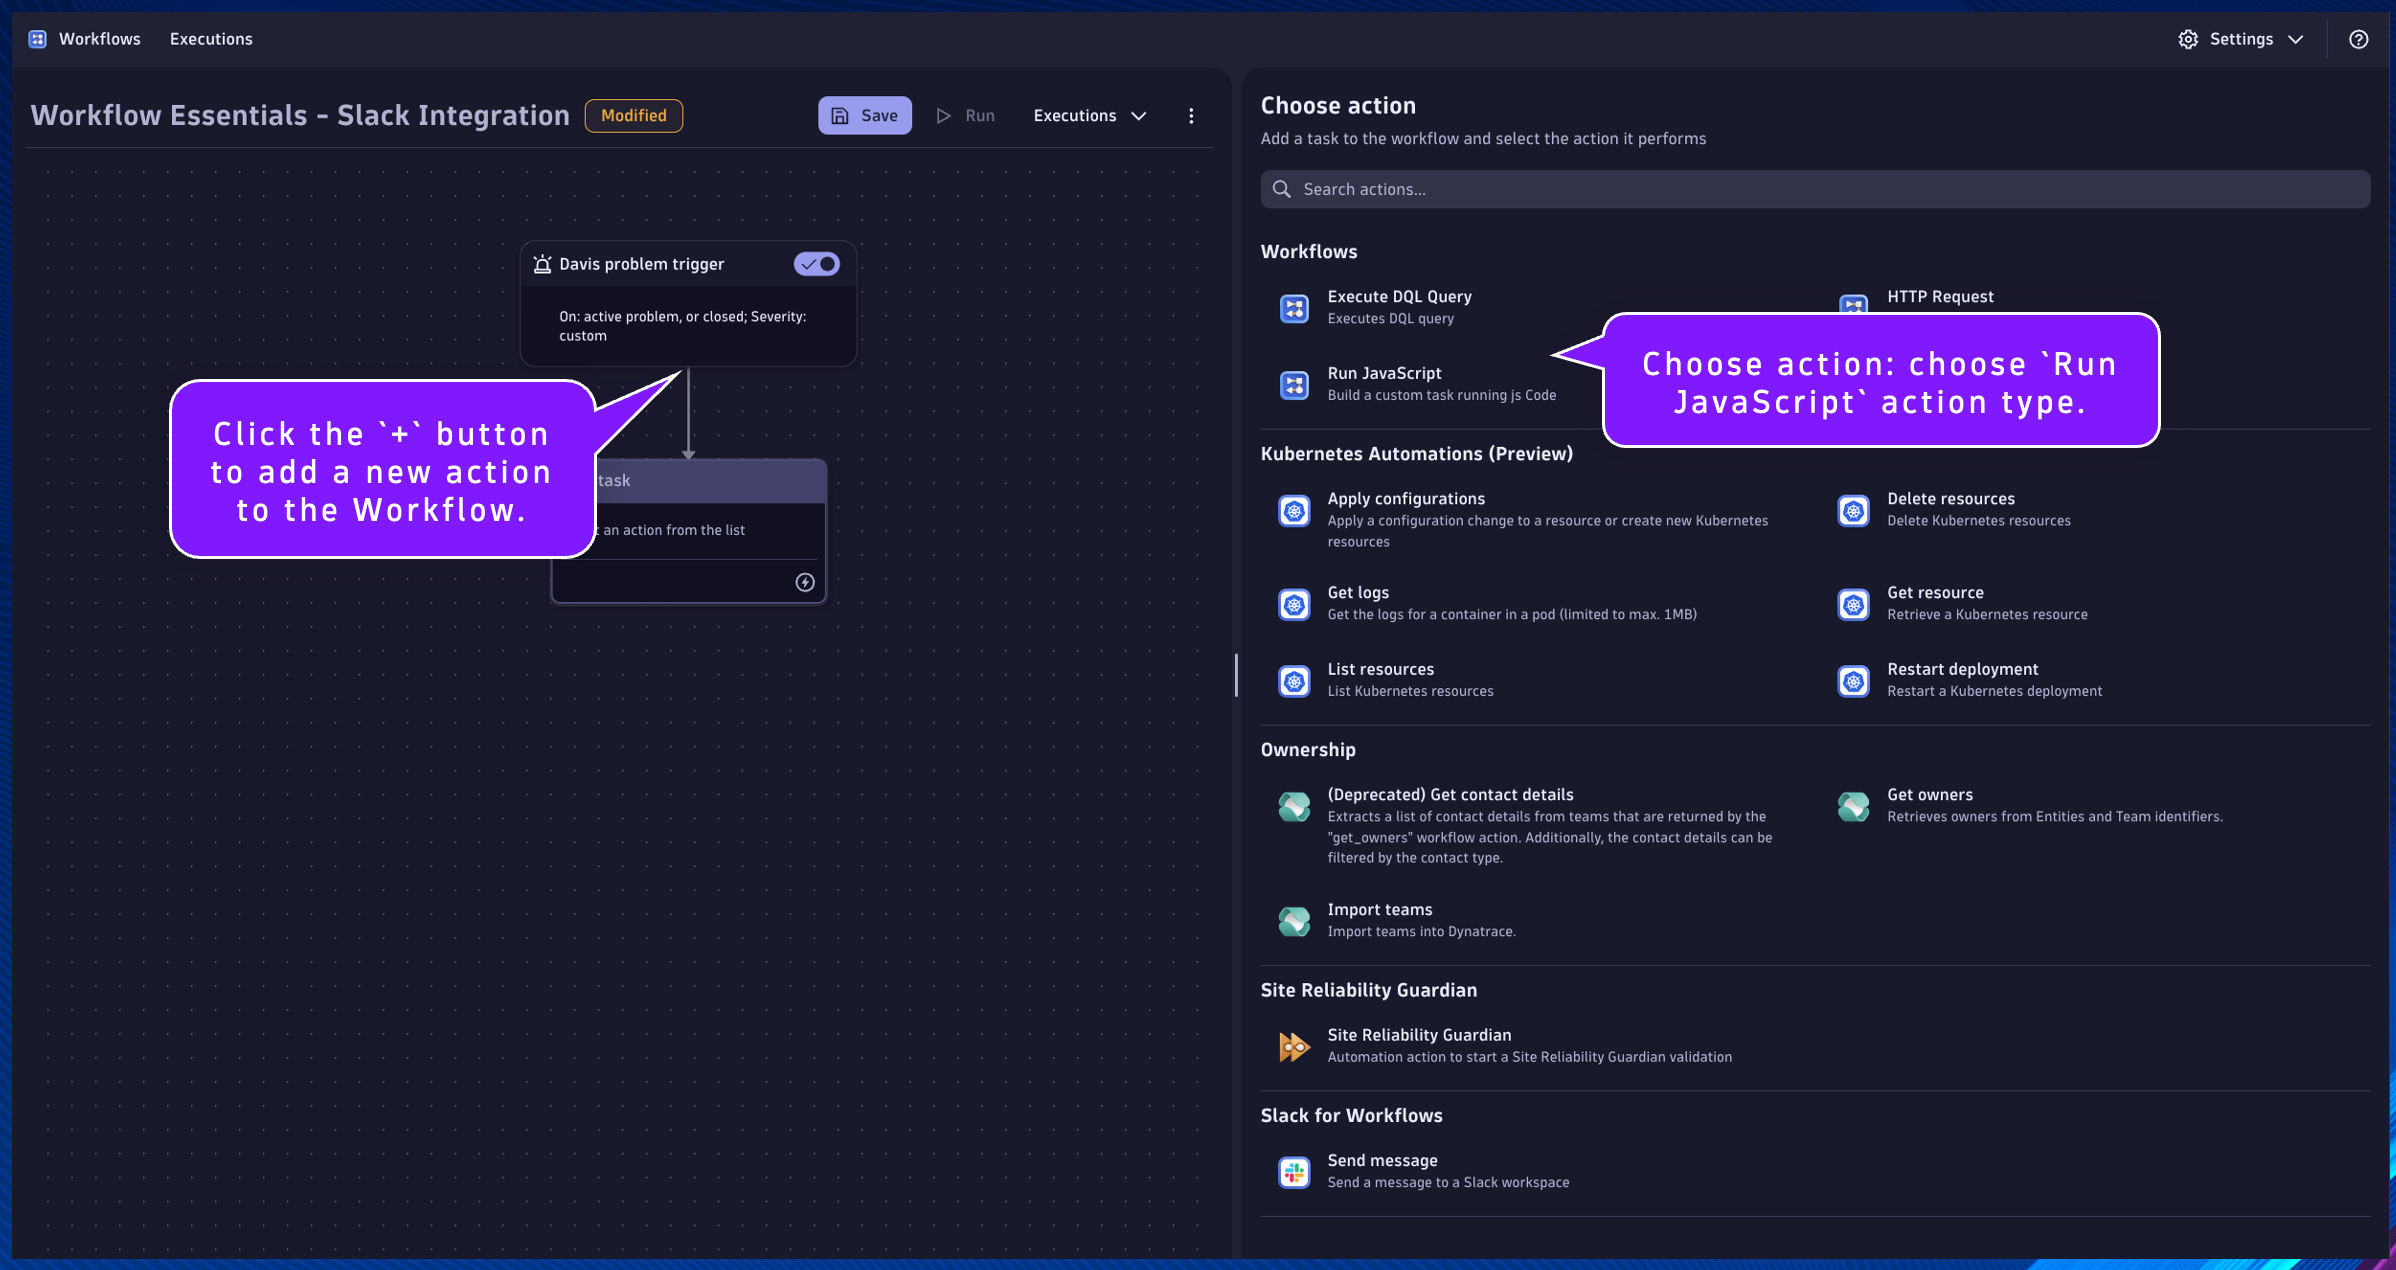 Workflows
Executions
Settings
Workflow Essentials - Slack Integration
Modified
Save
Run
Executions
Davis problem trigger
On: active problem, or closed; Severity:
custom
Click the `+` button
to add a new action
to the Workflow.
task
an action from the list
Choose action
Add a task to the workflow and select the action it performs
Search actions...
Workflows
Execute DQL Query
Executes DQL query
HTTP Request
Run JavaScript
Build a custom task running js Code
Choose action: choose `Run
JavaScript` action type.
Kubernetes Automations (Preview)
Apply configurations
Apply a configuration change to a resource or create new Kubernetes
resources
Delete resources
Delete Kubernetes resources
Get logs
Get the logs for a container in a pod (limited to max. 1MB)
Get resource
Retrieve a Kubernetes resource
List resources
List Kubernetes resources
Restart deployment
Restart a Kubernetes deployment
Ownership
(Deprecated) Get contact details
Extracts a list of contact details from teams that are returned by the
"get_owners" workflow action. Additionally, the contact details can be
filtered by the contact type.
Get owners
Retrieves owners from Entities and Team identifiers.
Import teams
Import teams into Dynatrace.
Site Reliability Guardian
Site Reliability Guardian
Automation action to start a Site Reliability Guardian validation
Slack for Workflows
Send message
Send a message to a Slack workspace